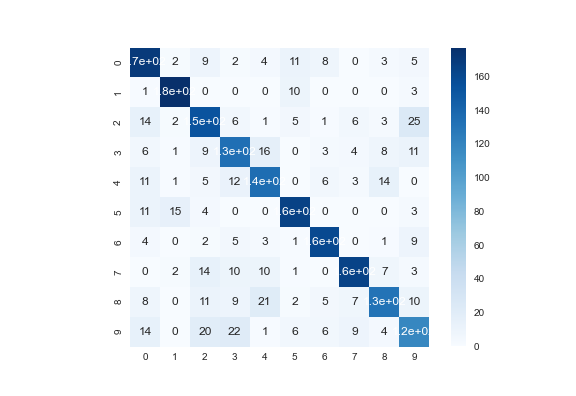 0 .7e+0 2 9 2 4 11 8 0 3 5
1 1 .8e+0 0 0 0 0 10 0 0 0 3
2 14 2 .5e+0 6 1 5 1 6 3 25
3 6 1 9 .3e+0 16 0 3 4 8 11
4 11 1 5 12 .4e+0 0 6 3 14 0
5 11 15 4 0 0 .6e+0 0 0 0 3
6 4 0 2 5 3 1 .6e+0 0 1 9
7 0 2 14 10 10 1 0 .6e+0 7 3
8 8 0 11 9 21 2 5 7 .3e+0 10
9 14 0 20 22 1 6 6 9 4 .2e+0
0 1 2 3 4 5 6 7 8 9
160
140
120
100
80
60
40
20
0